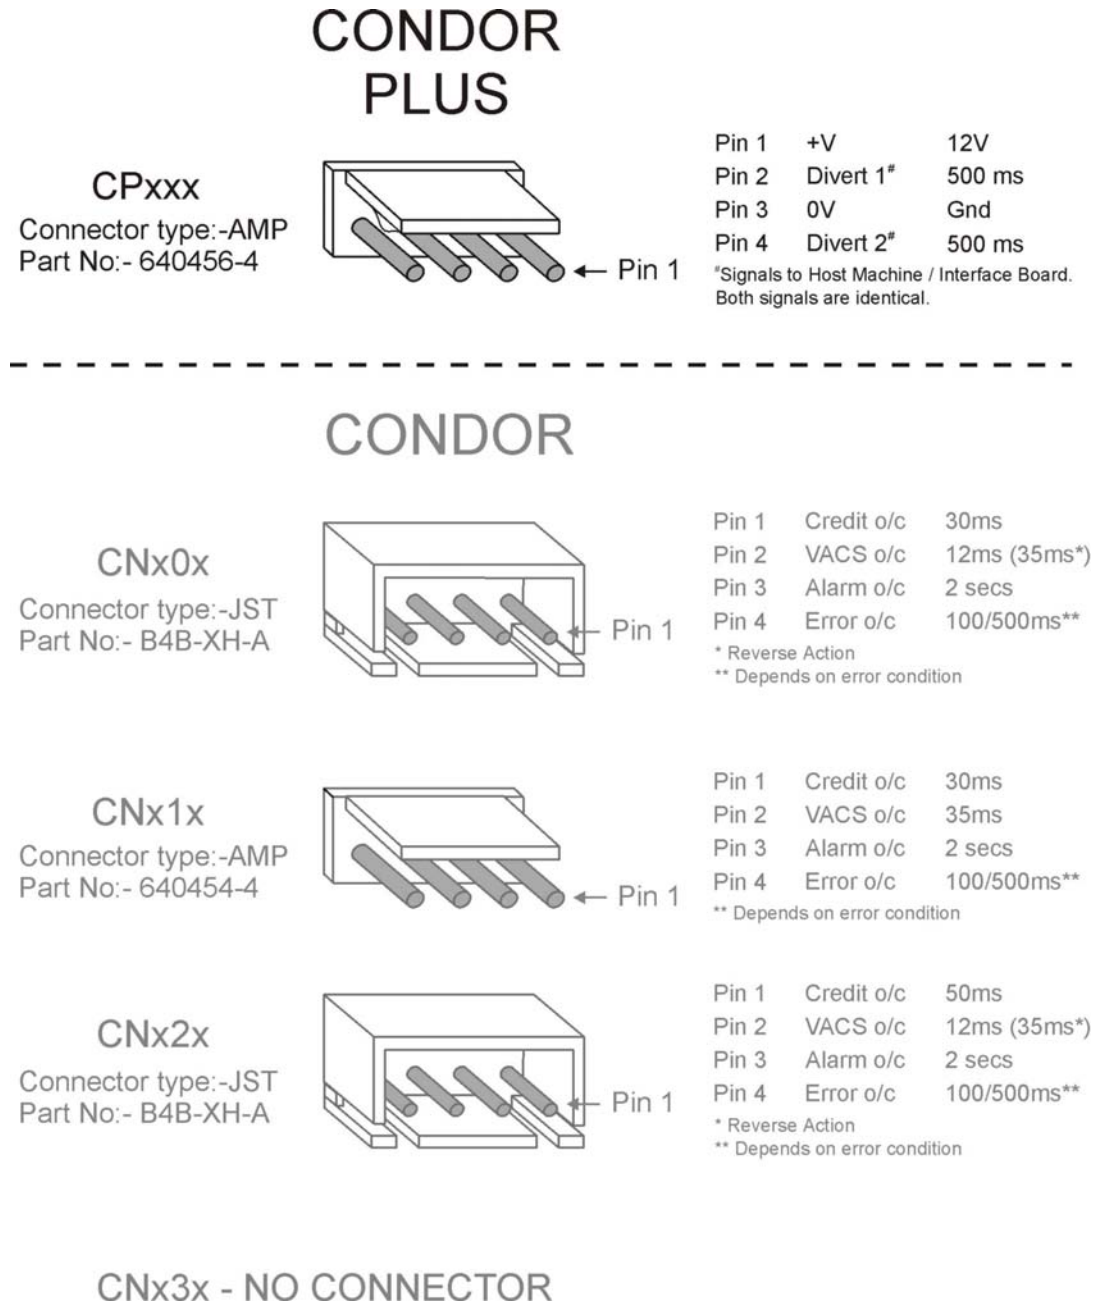 CONDOR
PLUS
CPxxx
Connector type:-AMP
Part No:- 640456-4
Pin 1
Pin 1 +V 12V
Pin 2 Divert 1# 500 ms
Pin 3 0V Gnd
Pin 4 Divert 2# 500 ms
#Signals to Host Machine / Interface Board.
Both signals are identical.
CONDOR
CNx0x
Connector type:-JST
Part No:- B4B-XH-A
Pin 1
Pin 1 Credit o/c 30ms
Pin 2 VACS o/c 12ms (35ms*)
Pin 3 Alarm o/c 2 secs
Pin 4 Error o/c 100/500ms**
* Reverse Action
** Depends on error condition
CNx1x
Connector type:-AMP
Part No:- 640454-4
Pin 1
Pin 1 Credit o/c 30ms
Pin 2 VACS o/c 35ms
Pin 3 Alarm o/c 2 secs
Pin 4 Error o/c 100/500ms**
** Depends on error condition
CNx2x
Connector type:-JST
Part No:- B4B-XH-A
Pin 1
Pin 1 Credit o/c 50ms
Pin 2 VACS o/c 12ms (35ms*)
Pin 3 Alarm o/c 2 secs
Pin 4 Error o/c 100/500ms**
* Reverse Action
** Depends on error condition
CNx3x - NO CONNECTOR